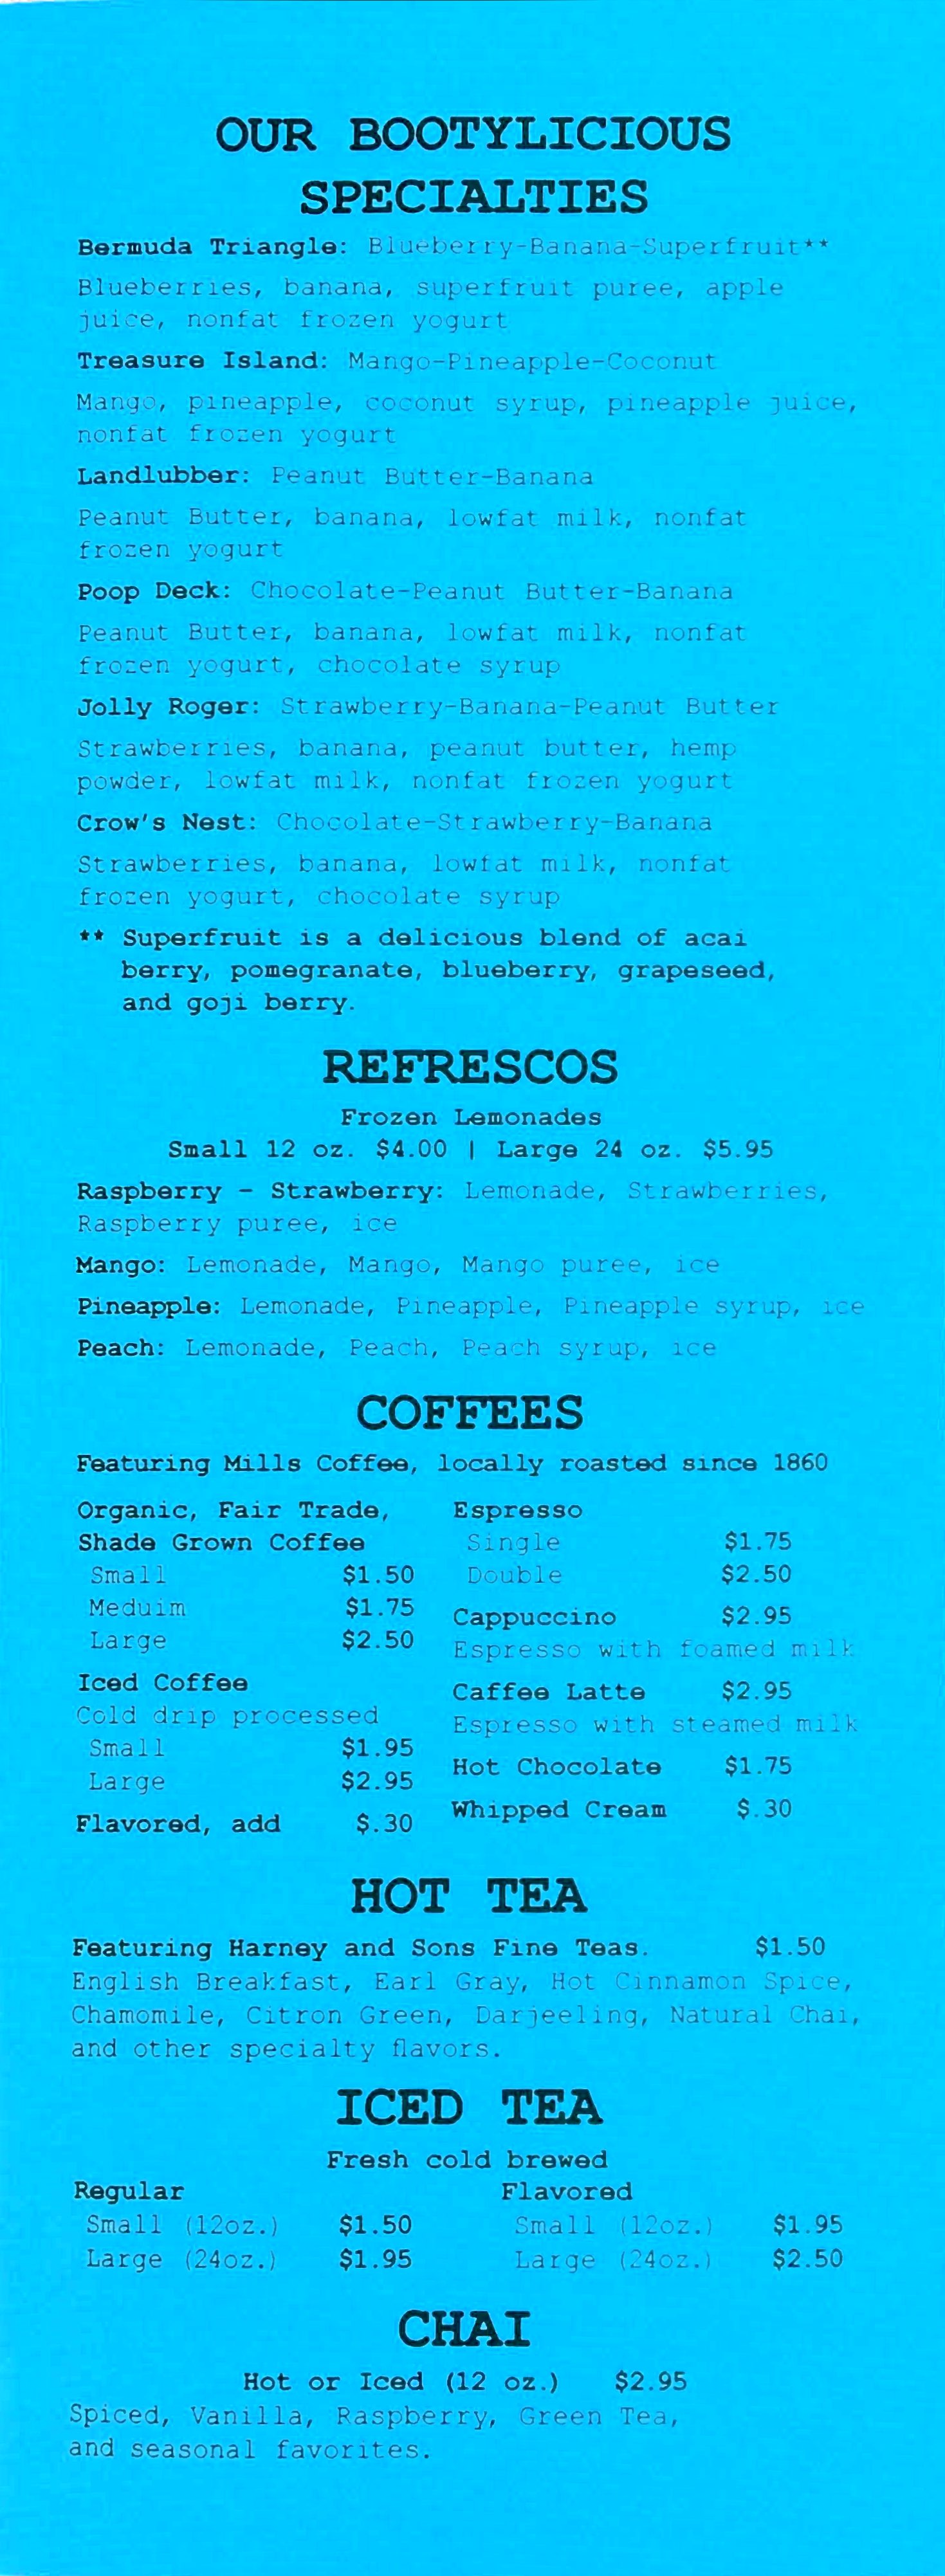 OUR BOOTYLICIOUS
SPECIALTIES
Bermuda Triangle: Blueberry-Banana-Superfruit**
Blueberries, banana, superfruit puree, apple
juice, nonfat frozen yogurt
Treasure Island: Mango-Pineapple-Coconut
Mango, pineapple, coconut syrup, pineapple juice,
nonfat frozen yogurt
Landlubber: Peanut Butter-Banana
Peanut Butter, banana, lowfat milk, nonfat
frozen yogurt
Poop Deck: Chocolate-Peanut Butter-Banana
Peanut Butter, banana, lowfat milk, nonfat
frozen yogurt, chocolate syrup
Jolly Roger: Strawberry-Banana-Peanut Butter
Strawberries, banana, peanut butter, hemp
powder, lowfat milk, nonfat frozen yogurt
Crow's Nest: Chocolate-Strawberry-Banana
Strawberries, banana, lowfat milk, nonfat
frozen yogurt, chocolate syrup
** Superfruit is a delicious blend of acai
berry, pomegranate, blueberry, grapeseed,
and goji berry.
REFRESCOS
Frozen Lemonades
Small 12 oz. $4.00 | Large 24 oz. $5.95
Raspberry - Strawberry: Lemonade, Strawberries,
Raspberry puree, ice
Mango: Lemonade, Mango, Mango puree, ice
Pineapple: Lemonade, Pineapple, Pineapple syrup, ice
Peach: Lemonade, Peach, Peach syrup, ice
COFFEES
Featuring Mills Coffee, locally roasted since 1860
Organic, Fair Trade,
Shade Grown Coffee
Small $1.50
Meduim $1.75
Large $2.50
Iced Coffee
Cold drip processed
Small $1.95
Large $2.95
Flavored, add $.30
Espresso
Single $1.75
Double $2.50
Cappuccino $2.95
Espresso with foamed milk
Caffee Latte $2.95
Espresso with steamed milk
Hot Chocolate $1.75
Whipped Cream $.30
HOT TEA
Featuring Harney and Sons Fine Teas. $1.50
English Breakfast, Earl Gray, Hot Cinnamon Spice,
Chamomile, Citron Green, Darjeeling, Natural Chai,
and other specialty flavors.
ICED TEA
Fresh cold brewed
Regular
Small (12oz.) $1.50
Large (24oz.) $1.95
Flavored
Small (12oz.) $1.95
Large (24oz.) $2.50
CHAI
Hot or Iced (12 oz.) $2.95
Spiced, Vanilla, Raspberry, Green Tea,
and seasonal favorites.